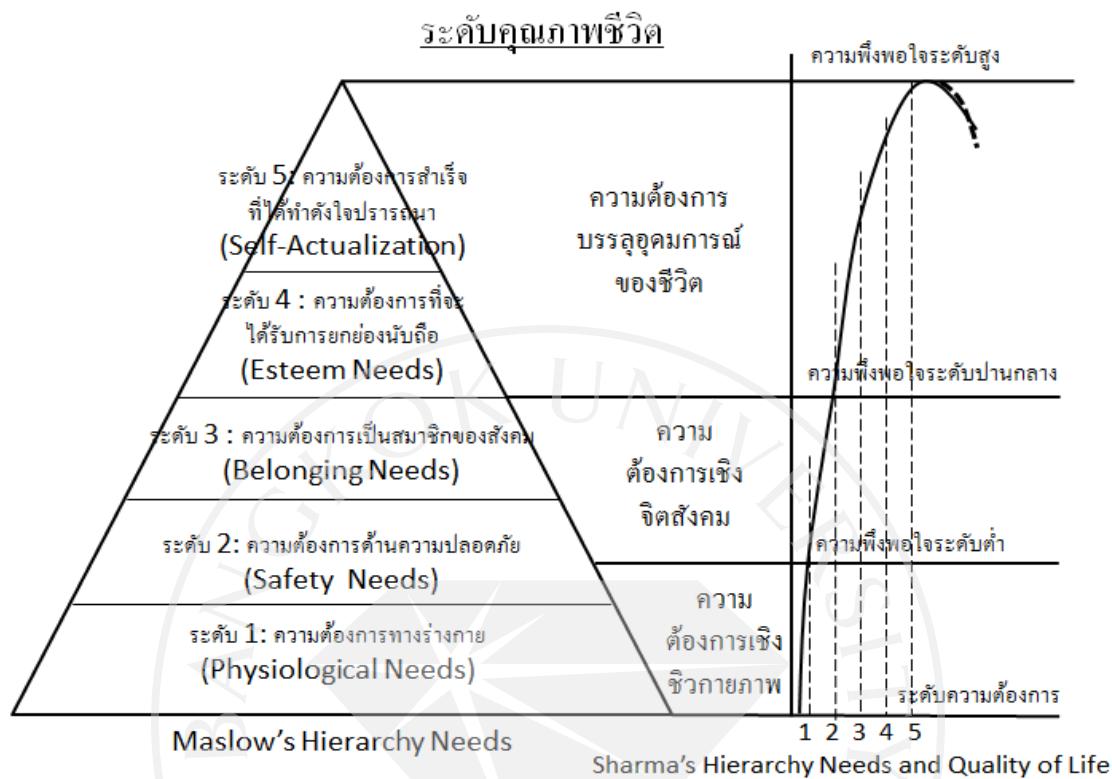 ระดับคุณภาพชีวิต
ความพึงพอใจระดับสูง
ระดับ 5: ความต้องการสำเร็จ
ที่ได้ทำดังใจปรารถนา
(Self-Actualization)
ความต้องการ
บรรลุอุดมการณ์
ของชีวิต
ระดับ 4 : ความต้องการที่จะ
ได้รับการยกย่องนับถือ
(Esteem Needs)
ความพึงพอใจระดับปานกลาง
ระดับ 3 : ความต้องการเป็นสมาชิกของสังคม
(Belonging Needs)
ความ
ต้องการเชิง
จิตสังคม
ความพึงพอใจระดับต่ำ
ระดับ 2: ความต้องการด้านความปลอดภัย
(Safety Needs)
ระดับ 1: ความต้องการทางร่างกาย
(Physiological Needs)
ความ
ต้องการเชิง
ชิวกายภาพ
ระดับความต้องการ
1 2 3 4 5
Maslow's Hierarchy Needs
Sharma's Hierarchy Needs and Quality of Life
BANGKOK UNIVERSITY